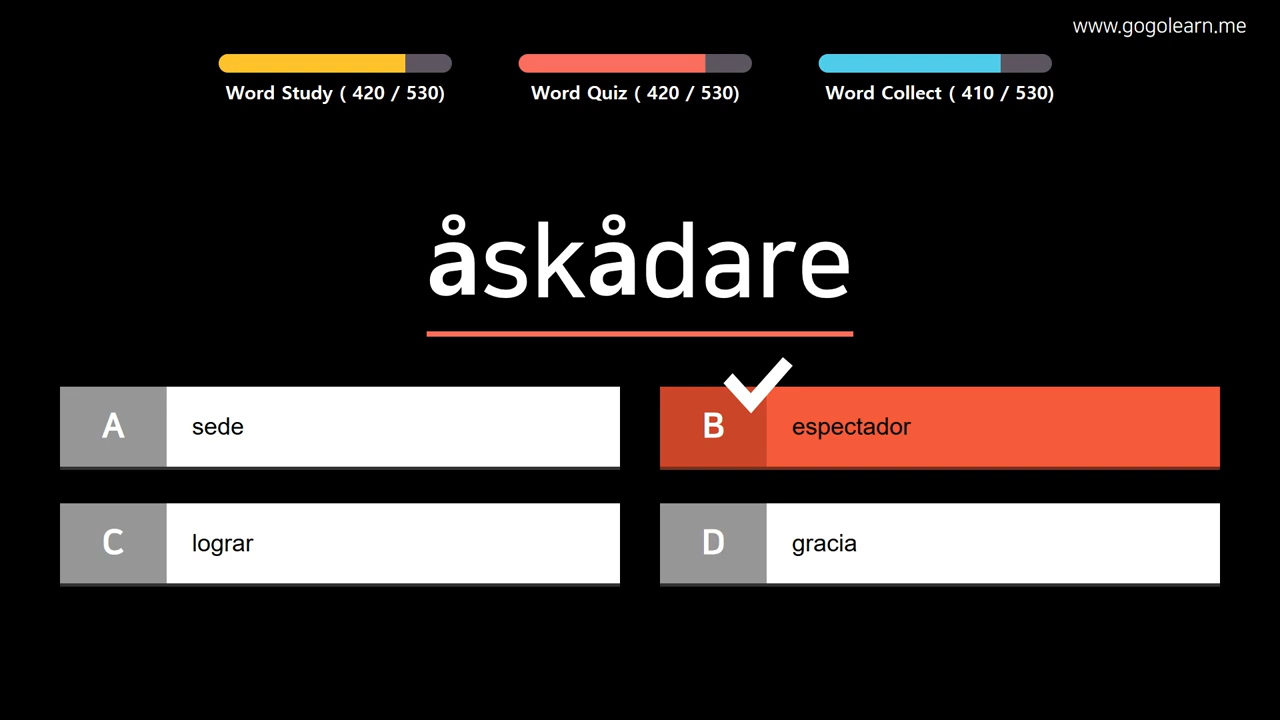 www.gogolearn.me
Word Study ( 420 / 530)
Word Quiz ( 420 / 530)
Word Collect ( 410 / 530)
åskådare
A sede
B espectador
C lograr
D gracia